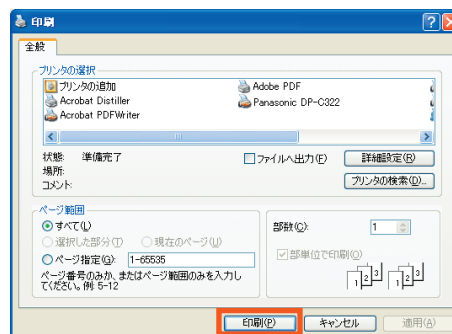 印刷
全般
プリンタの選択
プリンタの追加
Adobe PDF
Acrobat Distiller
Panasonic DP-C322
Acrobat PDFWriter
状態: 準備完了
ファイルへ出力(F)
詳細設定(R)
場所:
コメント:
プリンタの検索(D)...
ページ範囲
すべて(L)
部数(C): 1
選択した部分(T)
現在のページ(U)
部単位で印刷(O)
ページ指定(G): 1-65535
ページ番号のみか、またはページ範囲のみを入力し
てください。例: 5-12
1 1 2 2 3 3
印刷(P)
キャンセル
適用(A)